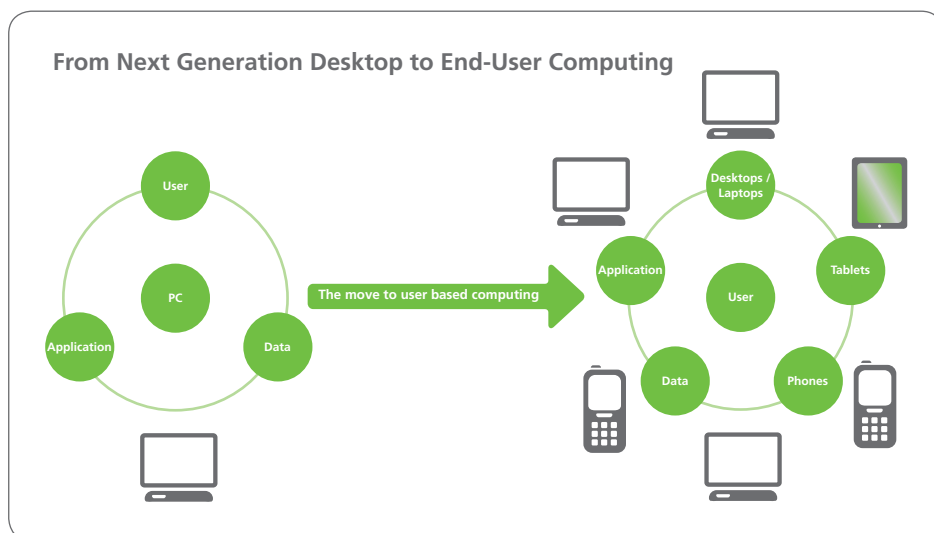 From Next Generation Desktop to End-User Computing
User
PC
Application
Data
The move to user based computing
Desktops /
Laptops
Application
Tablets
User
Data
Phones